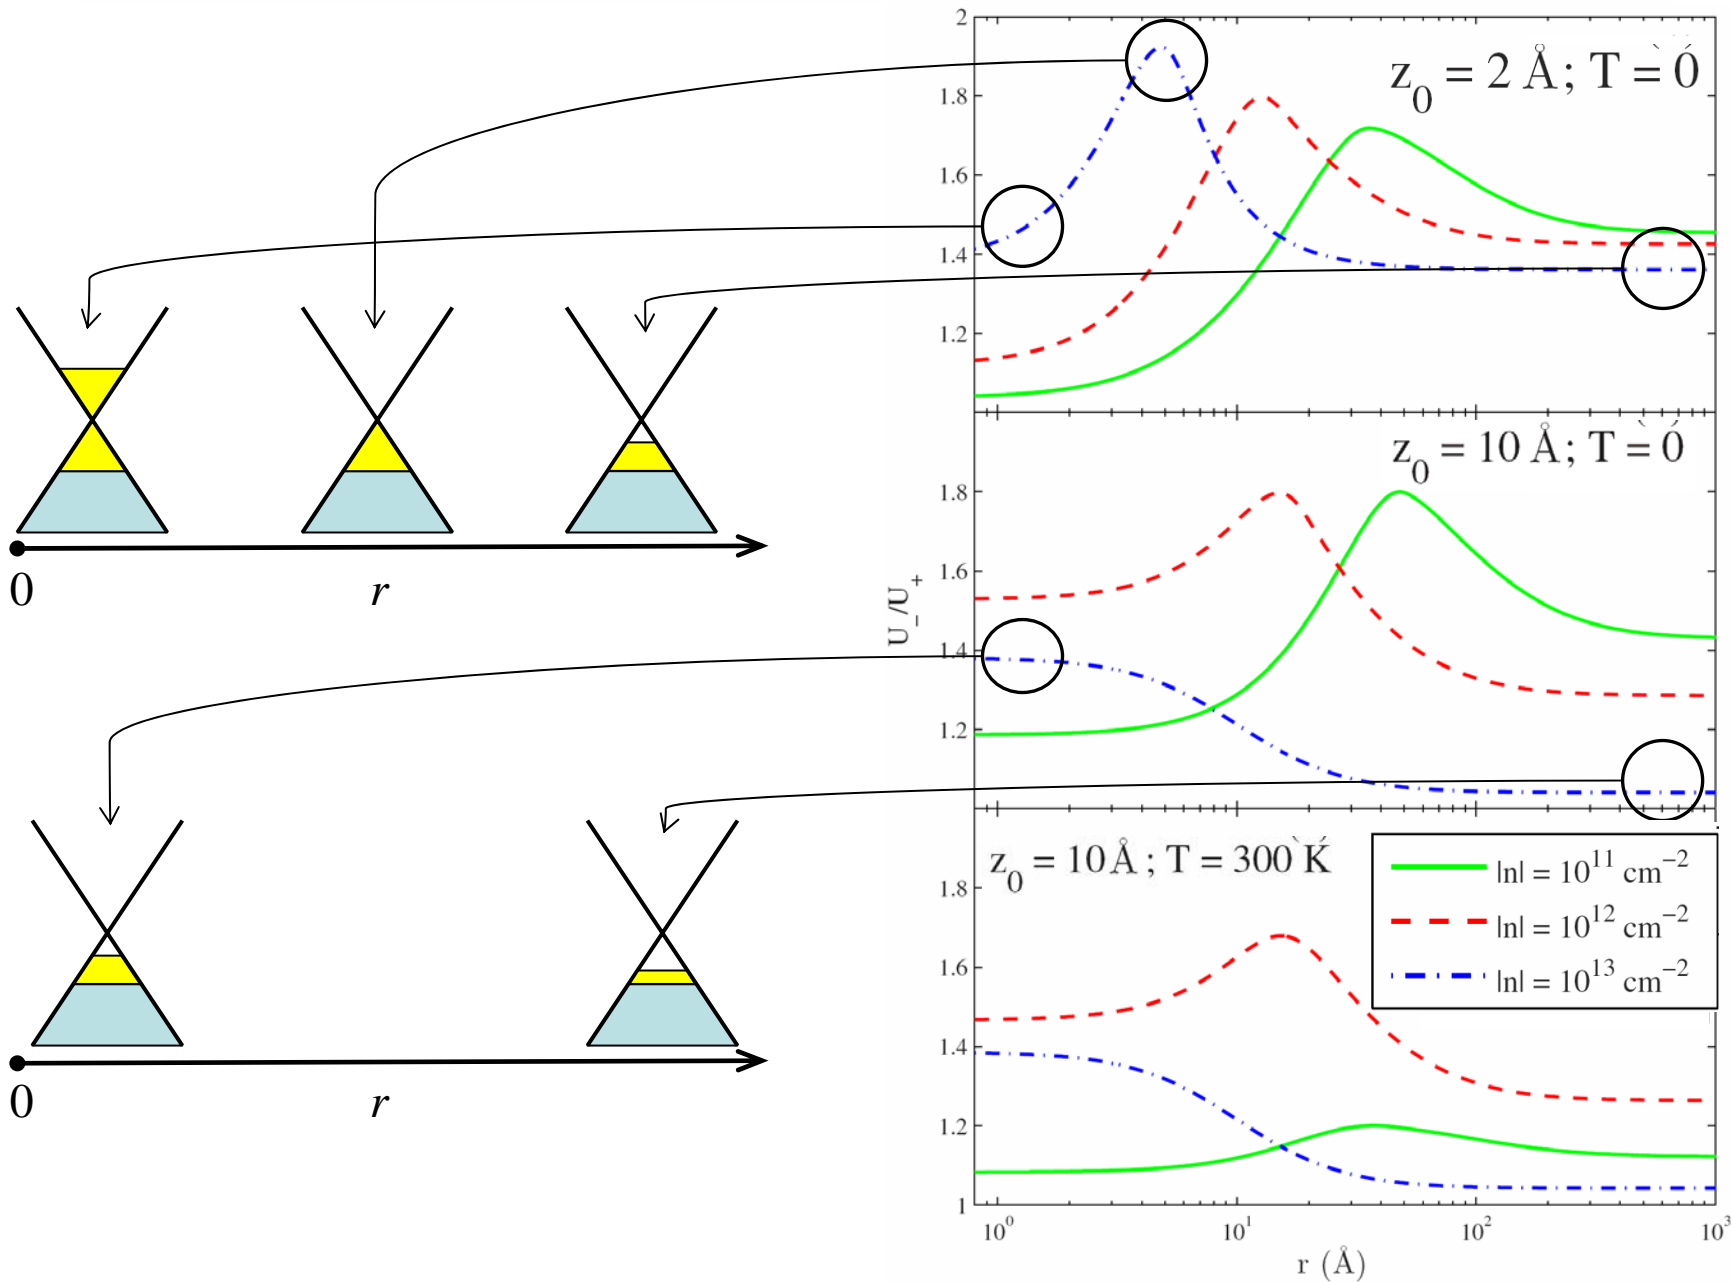 2
z0 = 2 Å; T = 0
1.8
1.6
1.4
1.2
0
r
z0 = 10 Å; T = 0
1.8
1.6
U−/U+
1.4
1.2
z0 = 10 Å; T = 300 K
|n| = 10^11 cm^−2
|n| = 10^12 cm^−2
|n| = 10^13 cm^−2
1.8
1.6
1.4
1.2
1
0
r
10^0
10^1
10^2
10^3
r (Å)